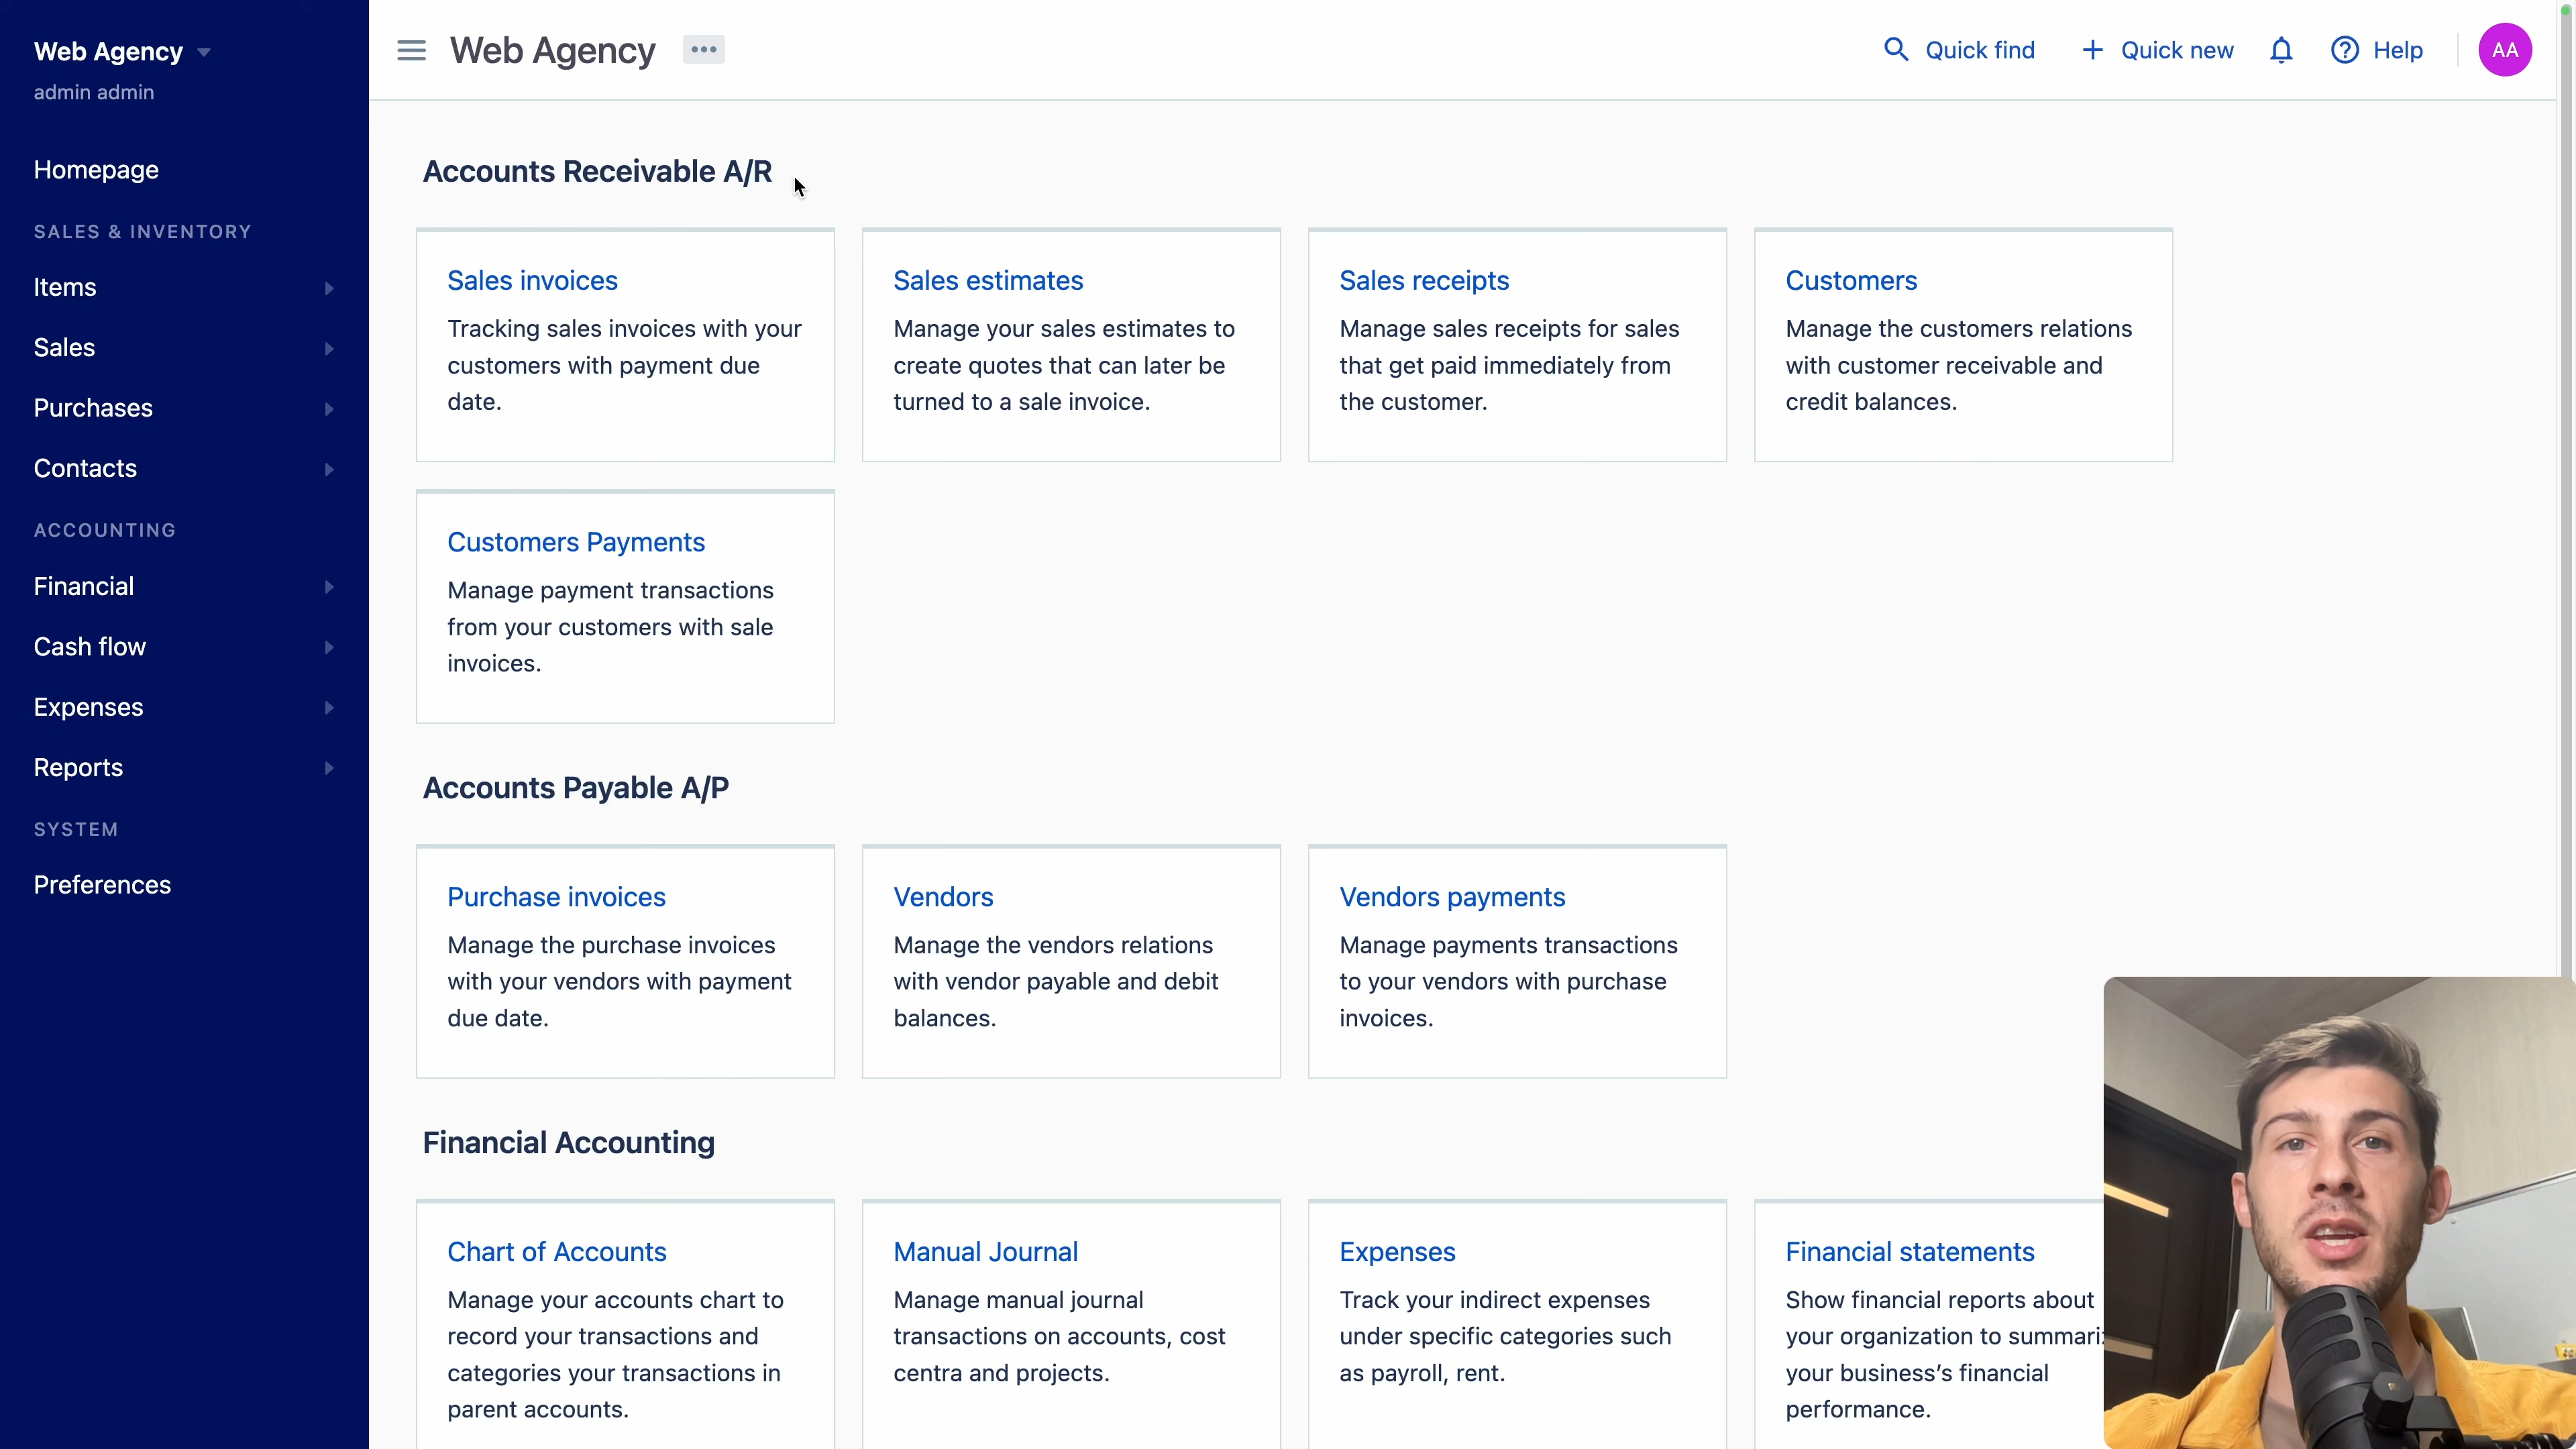 Web Agency
admin admin
Homepage
SALES & INVENTORY
Items
Sales
Purchases
Contacts
ACCOUNTING
Financial
Cash flow
Expenses
Reports
SYSTEM
Preferences
Web Agency
Quick find
Quick new
Help
AA
Accounts Receivable A/R
Sales invoices
Tracking sales invoices with your
customers with payment due
date.
Sales estimates
Manage your sales estimates to
create quotes that can later be
turned to a sale invoice.
Sales receipts
Manage sales receipts for sales
that get paid immediately from
the customer.
Customers
Manage the customers relations
with customer receivable and
credit balances.
Customers Payments
Manage payment transactions
from your customers with sale
invoices.
Accounts Payable A/P
Purchase invoices
Manage the purchase invoices
with your vendors with payment
due date.
Vendors
Manage the vendors relations
with vendor payable and debit
balances.
Vendors payments
Manage payments transactions
to your vendors with purchase
invoices.
Financial Accounting
Chart of Accounts
Manage your accounts chart to
record your transactions and
categories your transactions in
parent accounts.
Manual Journal
Manage manual journal
transactions on accounts, cost
centra and projects.
Expenses
Track your indirect expenses
under specific categories such
as payroll, rent.
Financial statements
Show financial reports about
your organization to
your business's financial
performance.